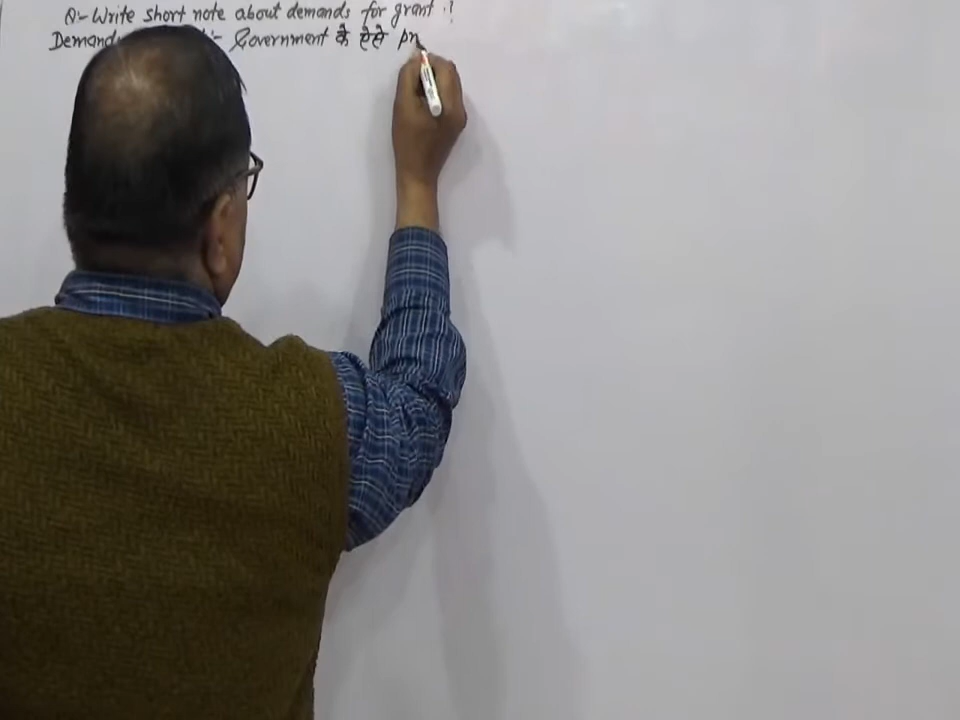 Q:- Write short note about demands for grant ?
Demand :- Government के ऐसे pr